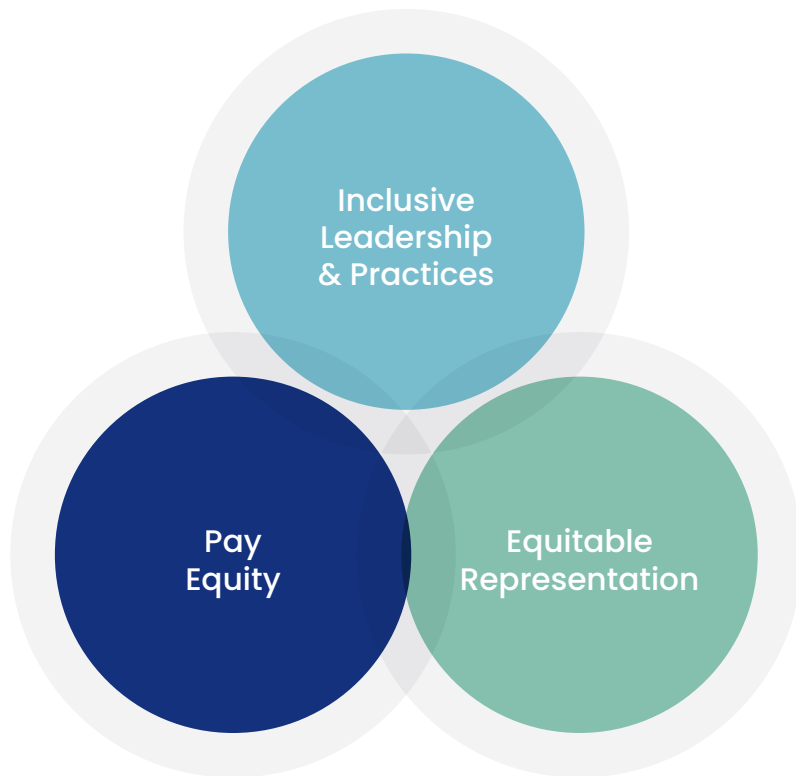 Inclusive
Leadership
& Practices
Pay
Equity
Equitable
Representation